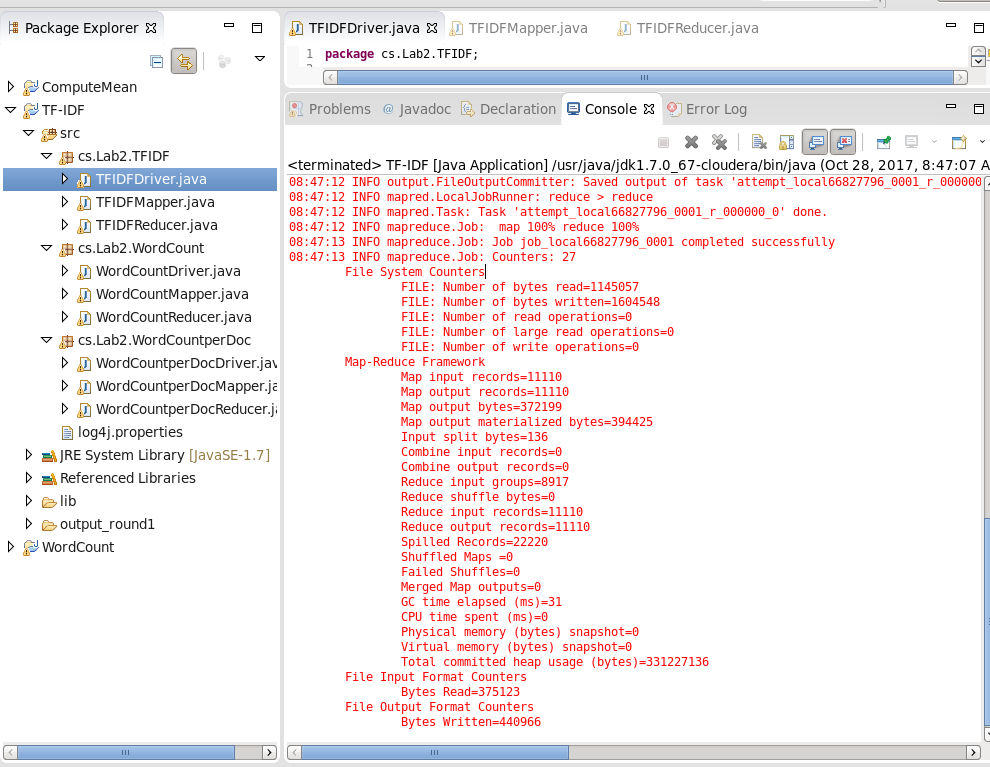 Package Explorer
ComputeMean
TF-IDF
src
cs.Lab2.TFIDF
TFIDFDriver.java
TFIDFMapper.java
TFIDFReducer.java
cs.Lab2.WordCount
WordCountDriver.java
WordCountMapper.java
WordCountReducer.java
cs.Lab2.WordCountperDoc
WordCountperDocDriver.jav
WordCountperDocMapper.ja
WordCountperDocReducer.j
log4j.properties
JRE System Library [JavaSE-1.7]
Referenced Libraries
lib
output_round1
WordCount
TFIDFDriver.java TFIDFMapper.java TFIDFReducer.java
1 package cs.Lab2.TFIDF;
Problems @ Javadoc Declaration Console Error Log
<terminated> TF-IDF [Java Application] /usr/java/jdk1.7.0_67-cloudera/bin/java (Oct 28, 2017, 8:47:07 A
08:47:12 INFO output.FileOutputCommitter: Saved output of task 'attempt_local66827796_0001_r_000000
08:47:12 INFO mapred.LocalJobRunner: reduce > reduce
08:47:12 INFO mapred.Task: Task 'attempt_local66827796_0001_r_000000_0' done.
08:47:12 INFO mapreduce.Job:  map 100% reduce 100%
08:47:13 INFO mapreduce.Job: Job job_local66827796_0001 completed successfully
08:47:13 INFO mapreduce.Job: Counters: 27
File System Counters
FILE: Number of bytes read=1145057
FILE: Number of bytes written=1604548
FILE: Number of read operations=0
FILE: Number of large read operations=0
FILE: Number of write operations=0
Map-Reduce Framework
Map input records=11110
Map output records=11110
Map output bytes=372199
Map output materialized bytes=394425
Input split bytes=136
Combine input records=0
Combine output records=0
Reduce input groups=8917
Reduce shuffle bytes=0
Reduce input records=11110
Reduce output records=11110
Spilled Records=22220
Shuffled Maps =0
Failed Shuffles=0
Merged Map outputs=0
GC time elapsed (ms)=31
CPU time spent (ms)=0
Physical memory (bytes) snapshot=0
Virtual memory (bytes) snapshot=0
Total committed heap usage (bytes)=331227136
File Input Format Counters
Bytes Read=375123
File Output Format Counters
Bytes Written=440966